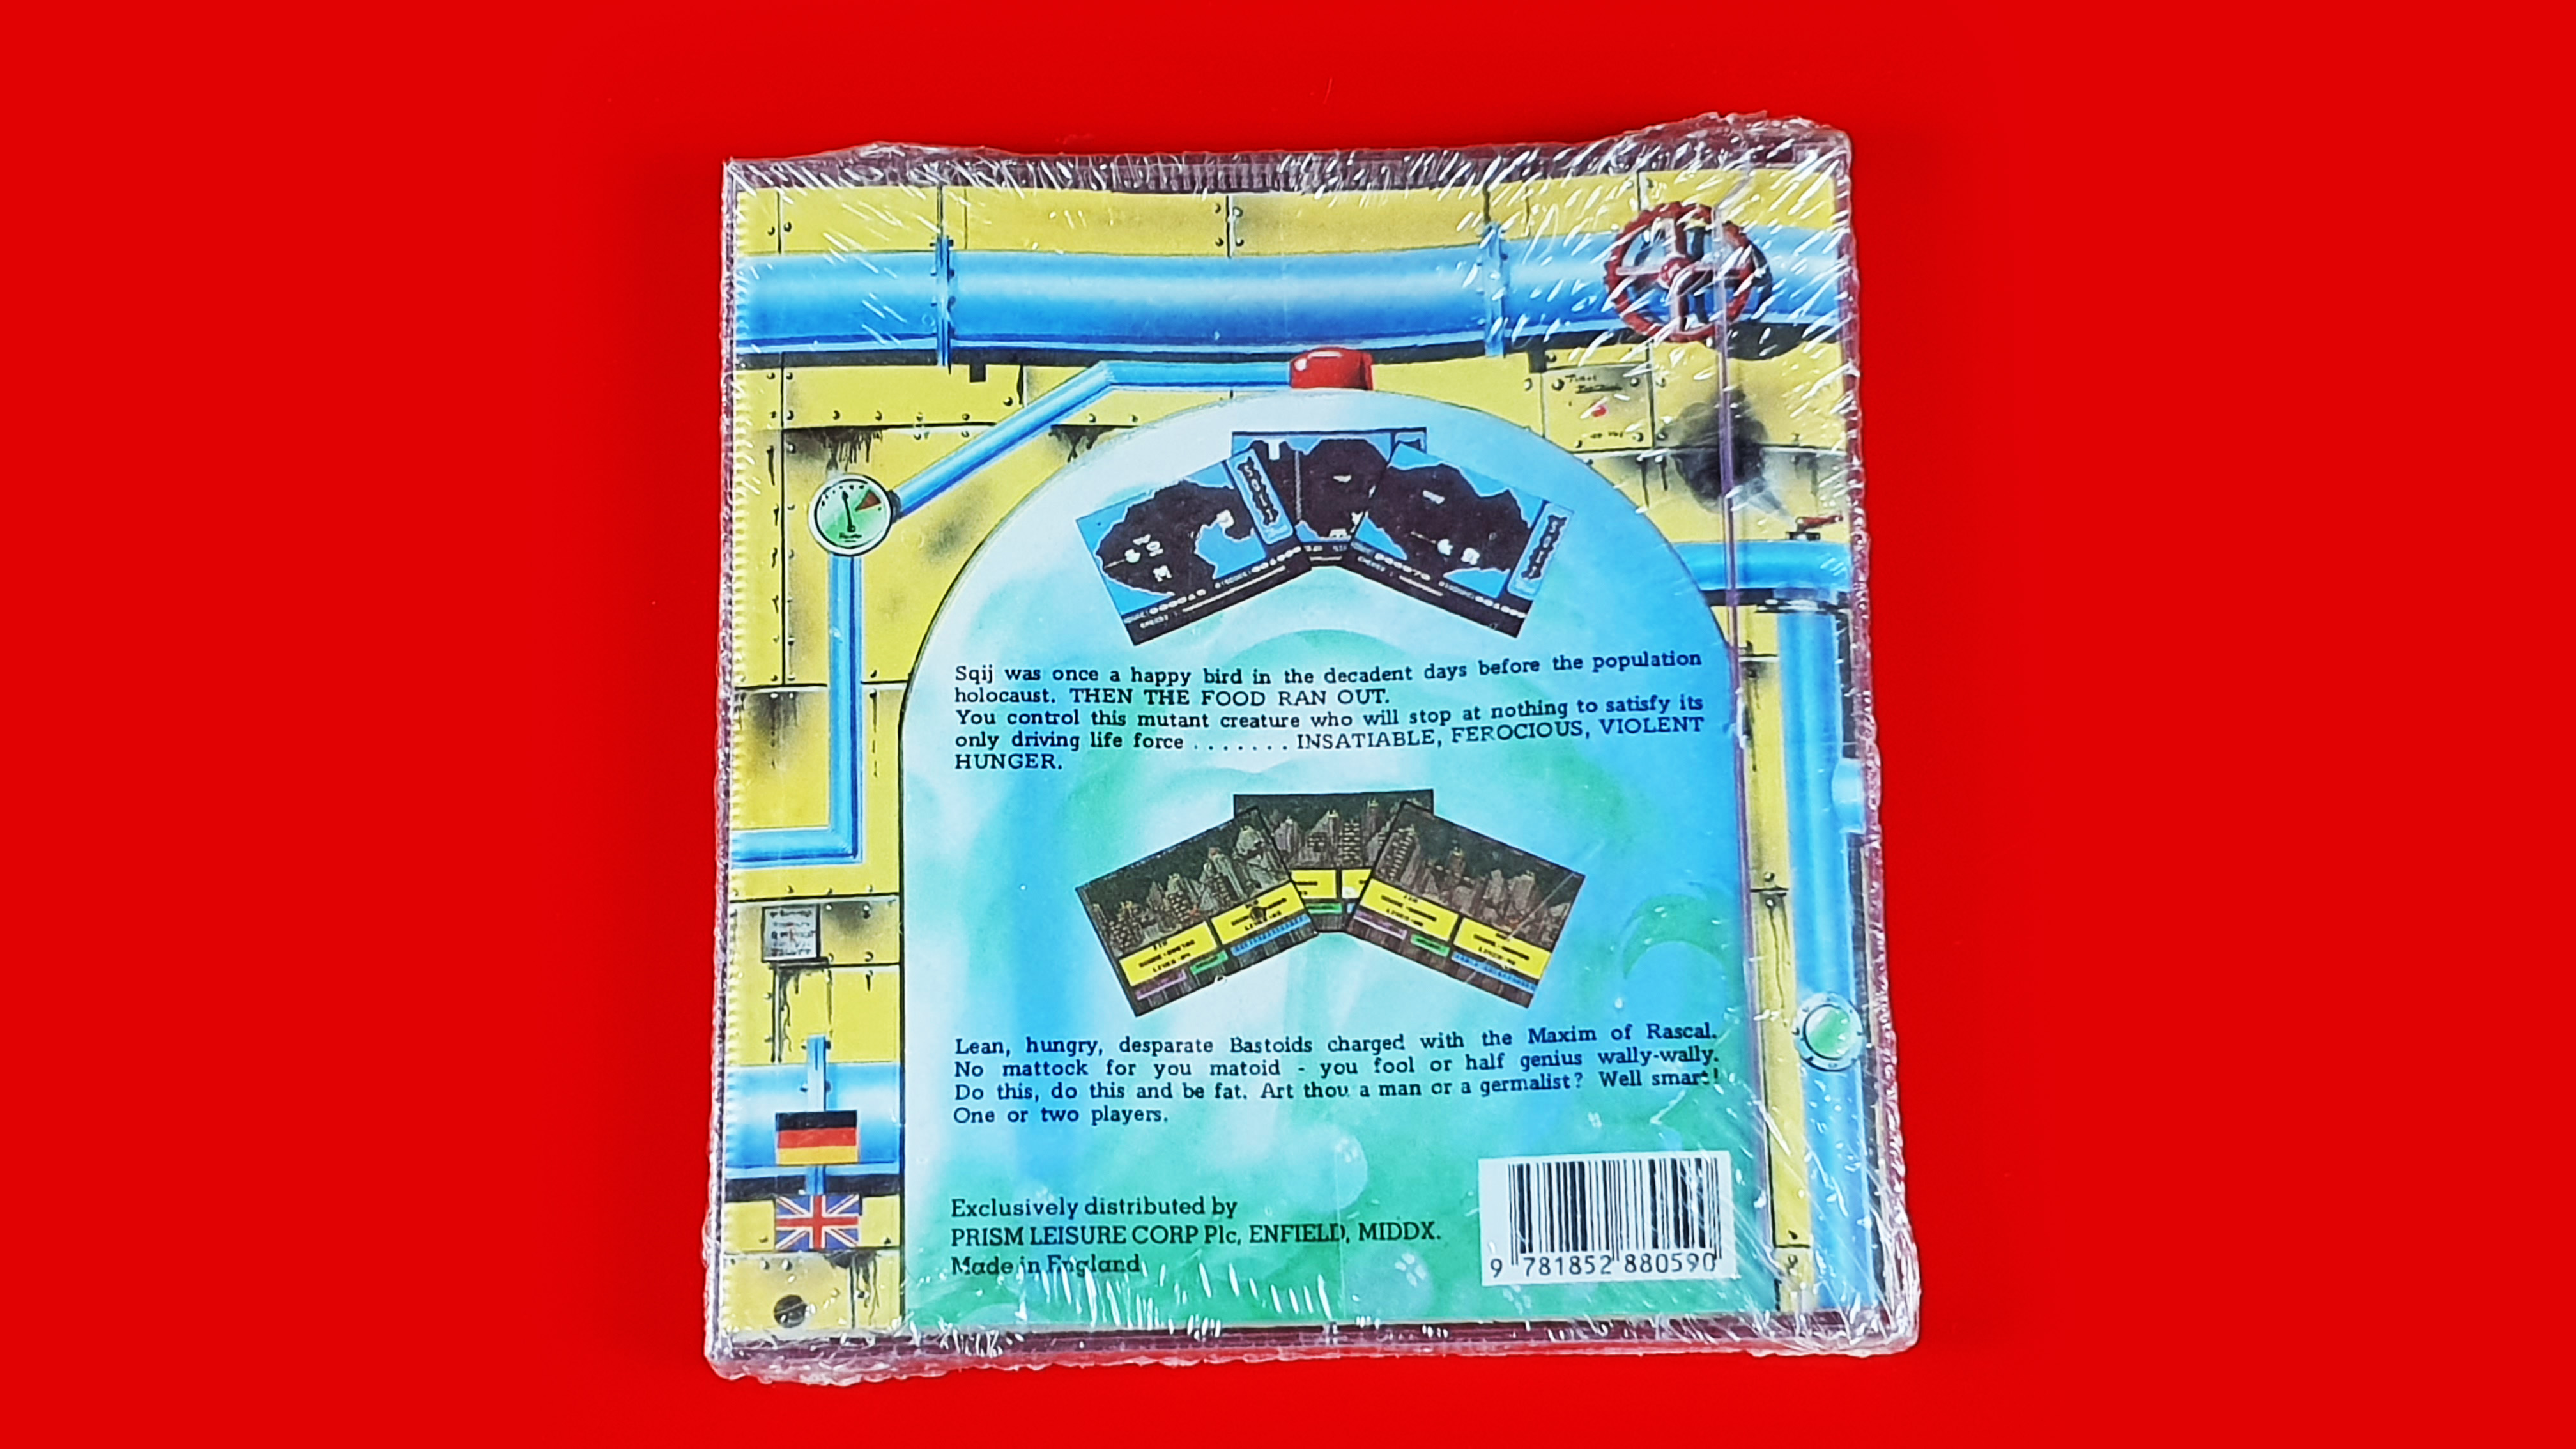 Sqij was once a happy bird in the decadent days before the population
holocaust. THEN THE FOOD RAN OUT.
You control this mutant creature who will stop at nothing to satisfy its
only driving life force ....... INSATIABLE, FEROCIOUS, VIOLENT
HUNGER.
Lean, hungry, desparate Bastoids charged with the Maxim of Rascal.
No mattock for you matoid - you fool or half genius wally-wally.
Do this, do this and be fat. Art thou a man or a germalist? Well smart!
One or two players.
Exclusively distributed by
PRISM LEISURE CORP Plc, ENFIELD, MIDDX.
Made in England
9 781852 880590